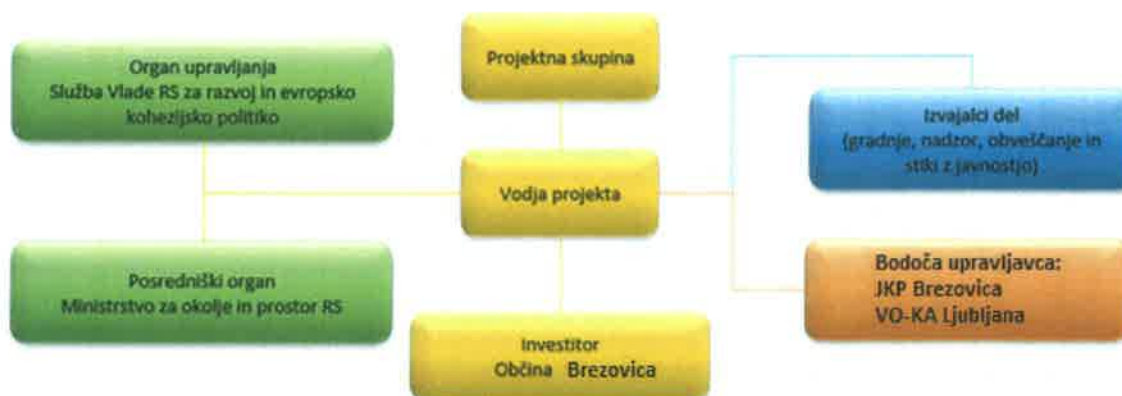 Organ upravljanja
Služba Vlade RS za razvoj in evropsko
kohezijsko politiko
Projektna skupina
Izvajalci del
(gradnje, nadzor, obveščanje in
stiki z javnostjo)
Vodja projekta
Posredniški organ
Ministrstvo za okolje in prostor RS
Bodoča upravljavca:
JKP Brezovica
VO-KA Ljubljana
Investitor
Občina Brezovica